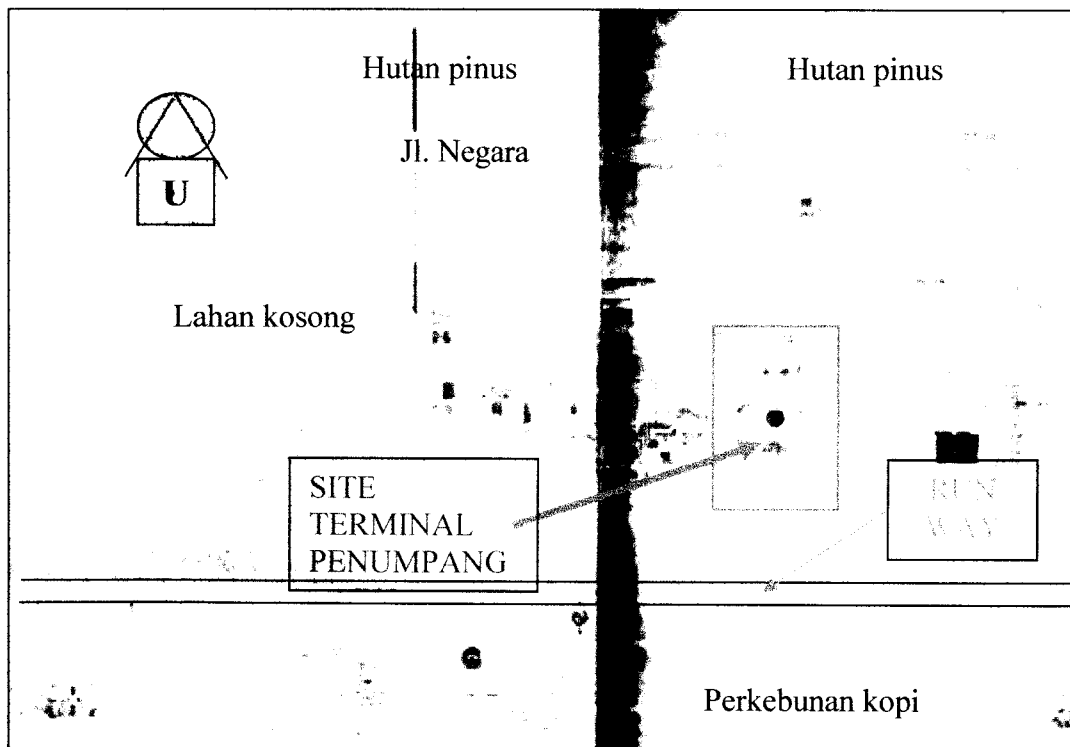 Hutan pinus
Hutan pinus
Jl. Negara
U
Lahan kosong
SITE
TERMINAL
PENUMPANG
RUN
WAY
Perkebunan kopi